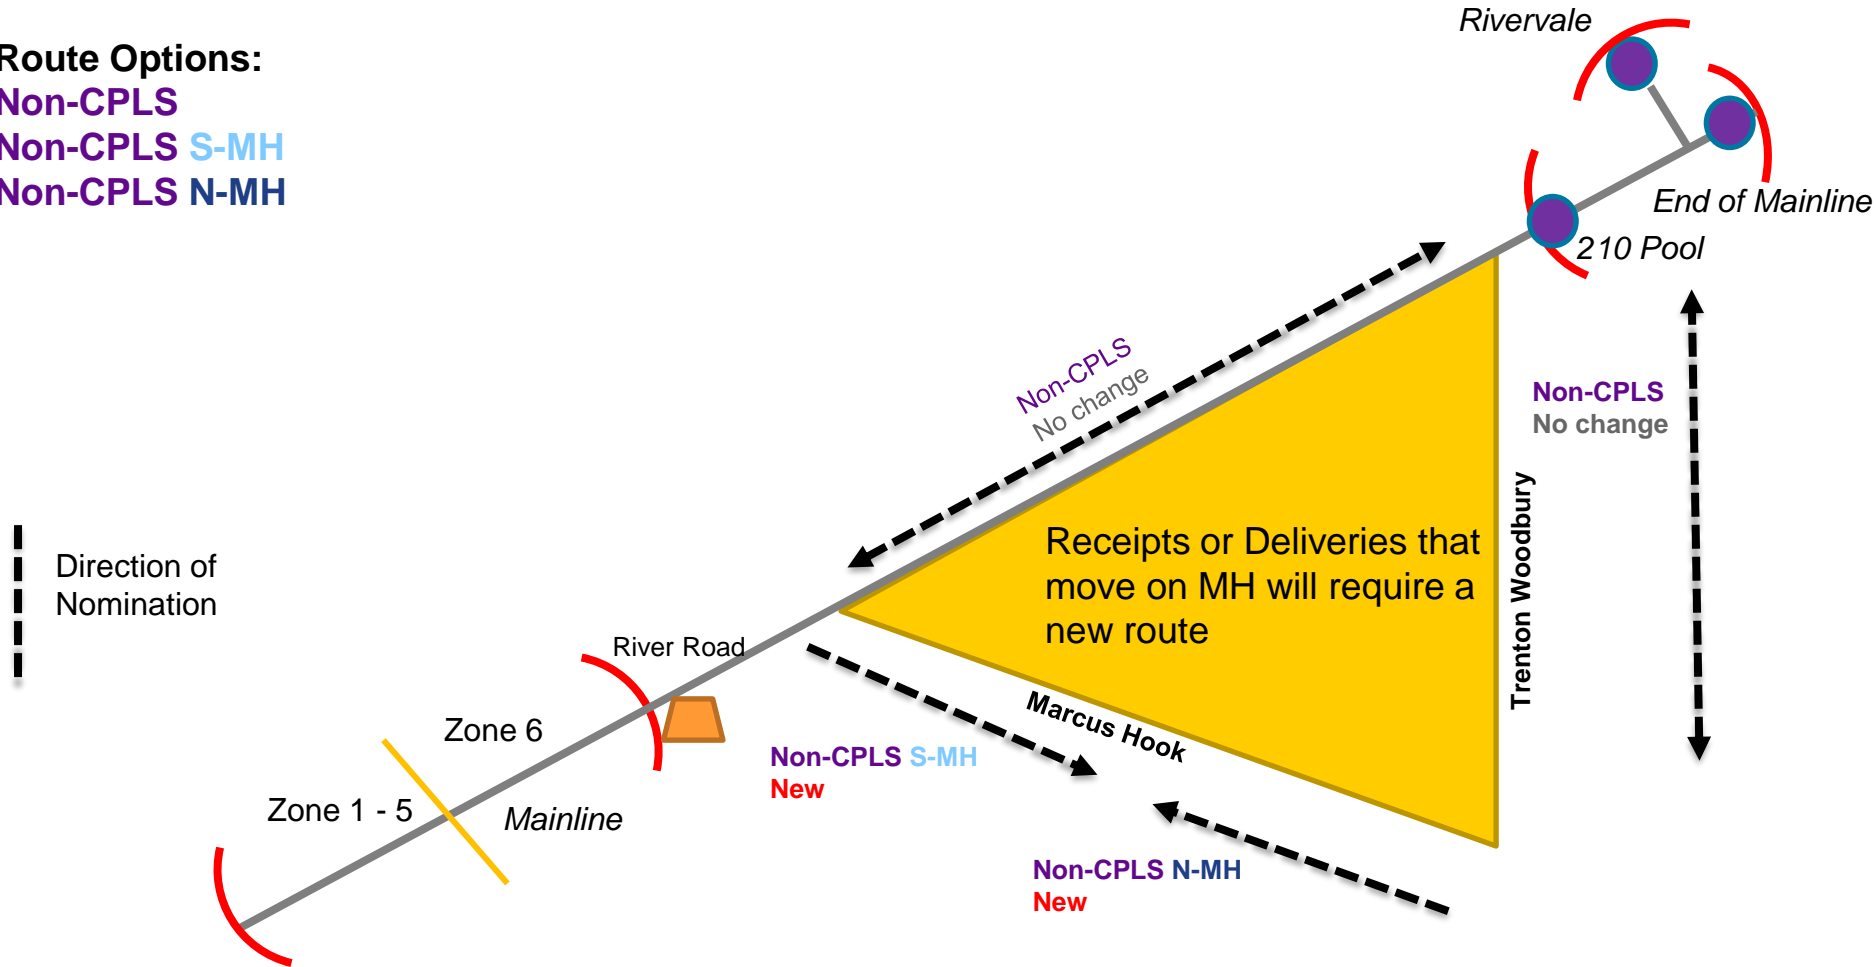 Route Options:
Non-CPLS
Non-CPLS S-MH
Non-CPLS N-MH
Rivervale
End of Mainline
210 Pool
Non-CPLS
No change
Non-CPLS
No change
Direction of
Nomination
Receipts or Deliveries that
move on MH will require a
new route
Trenton Woodbury
River Road
Marcus Hook
Zone 6
Non-CPLS S-MH
New
Zone 1 - 5
Mainline
Non-CPLS N-MH
New